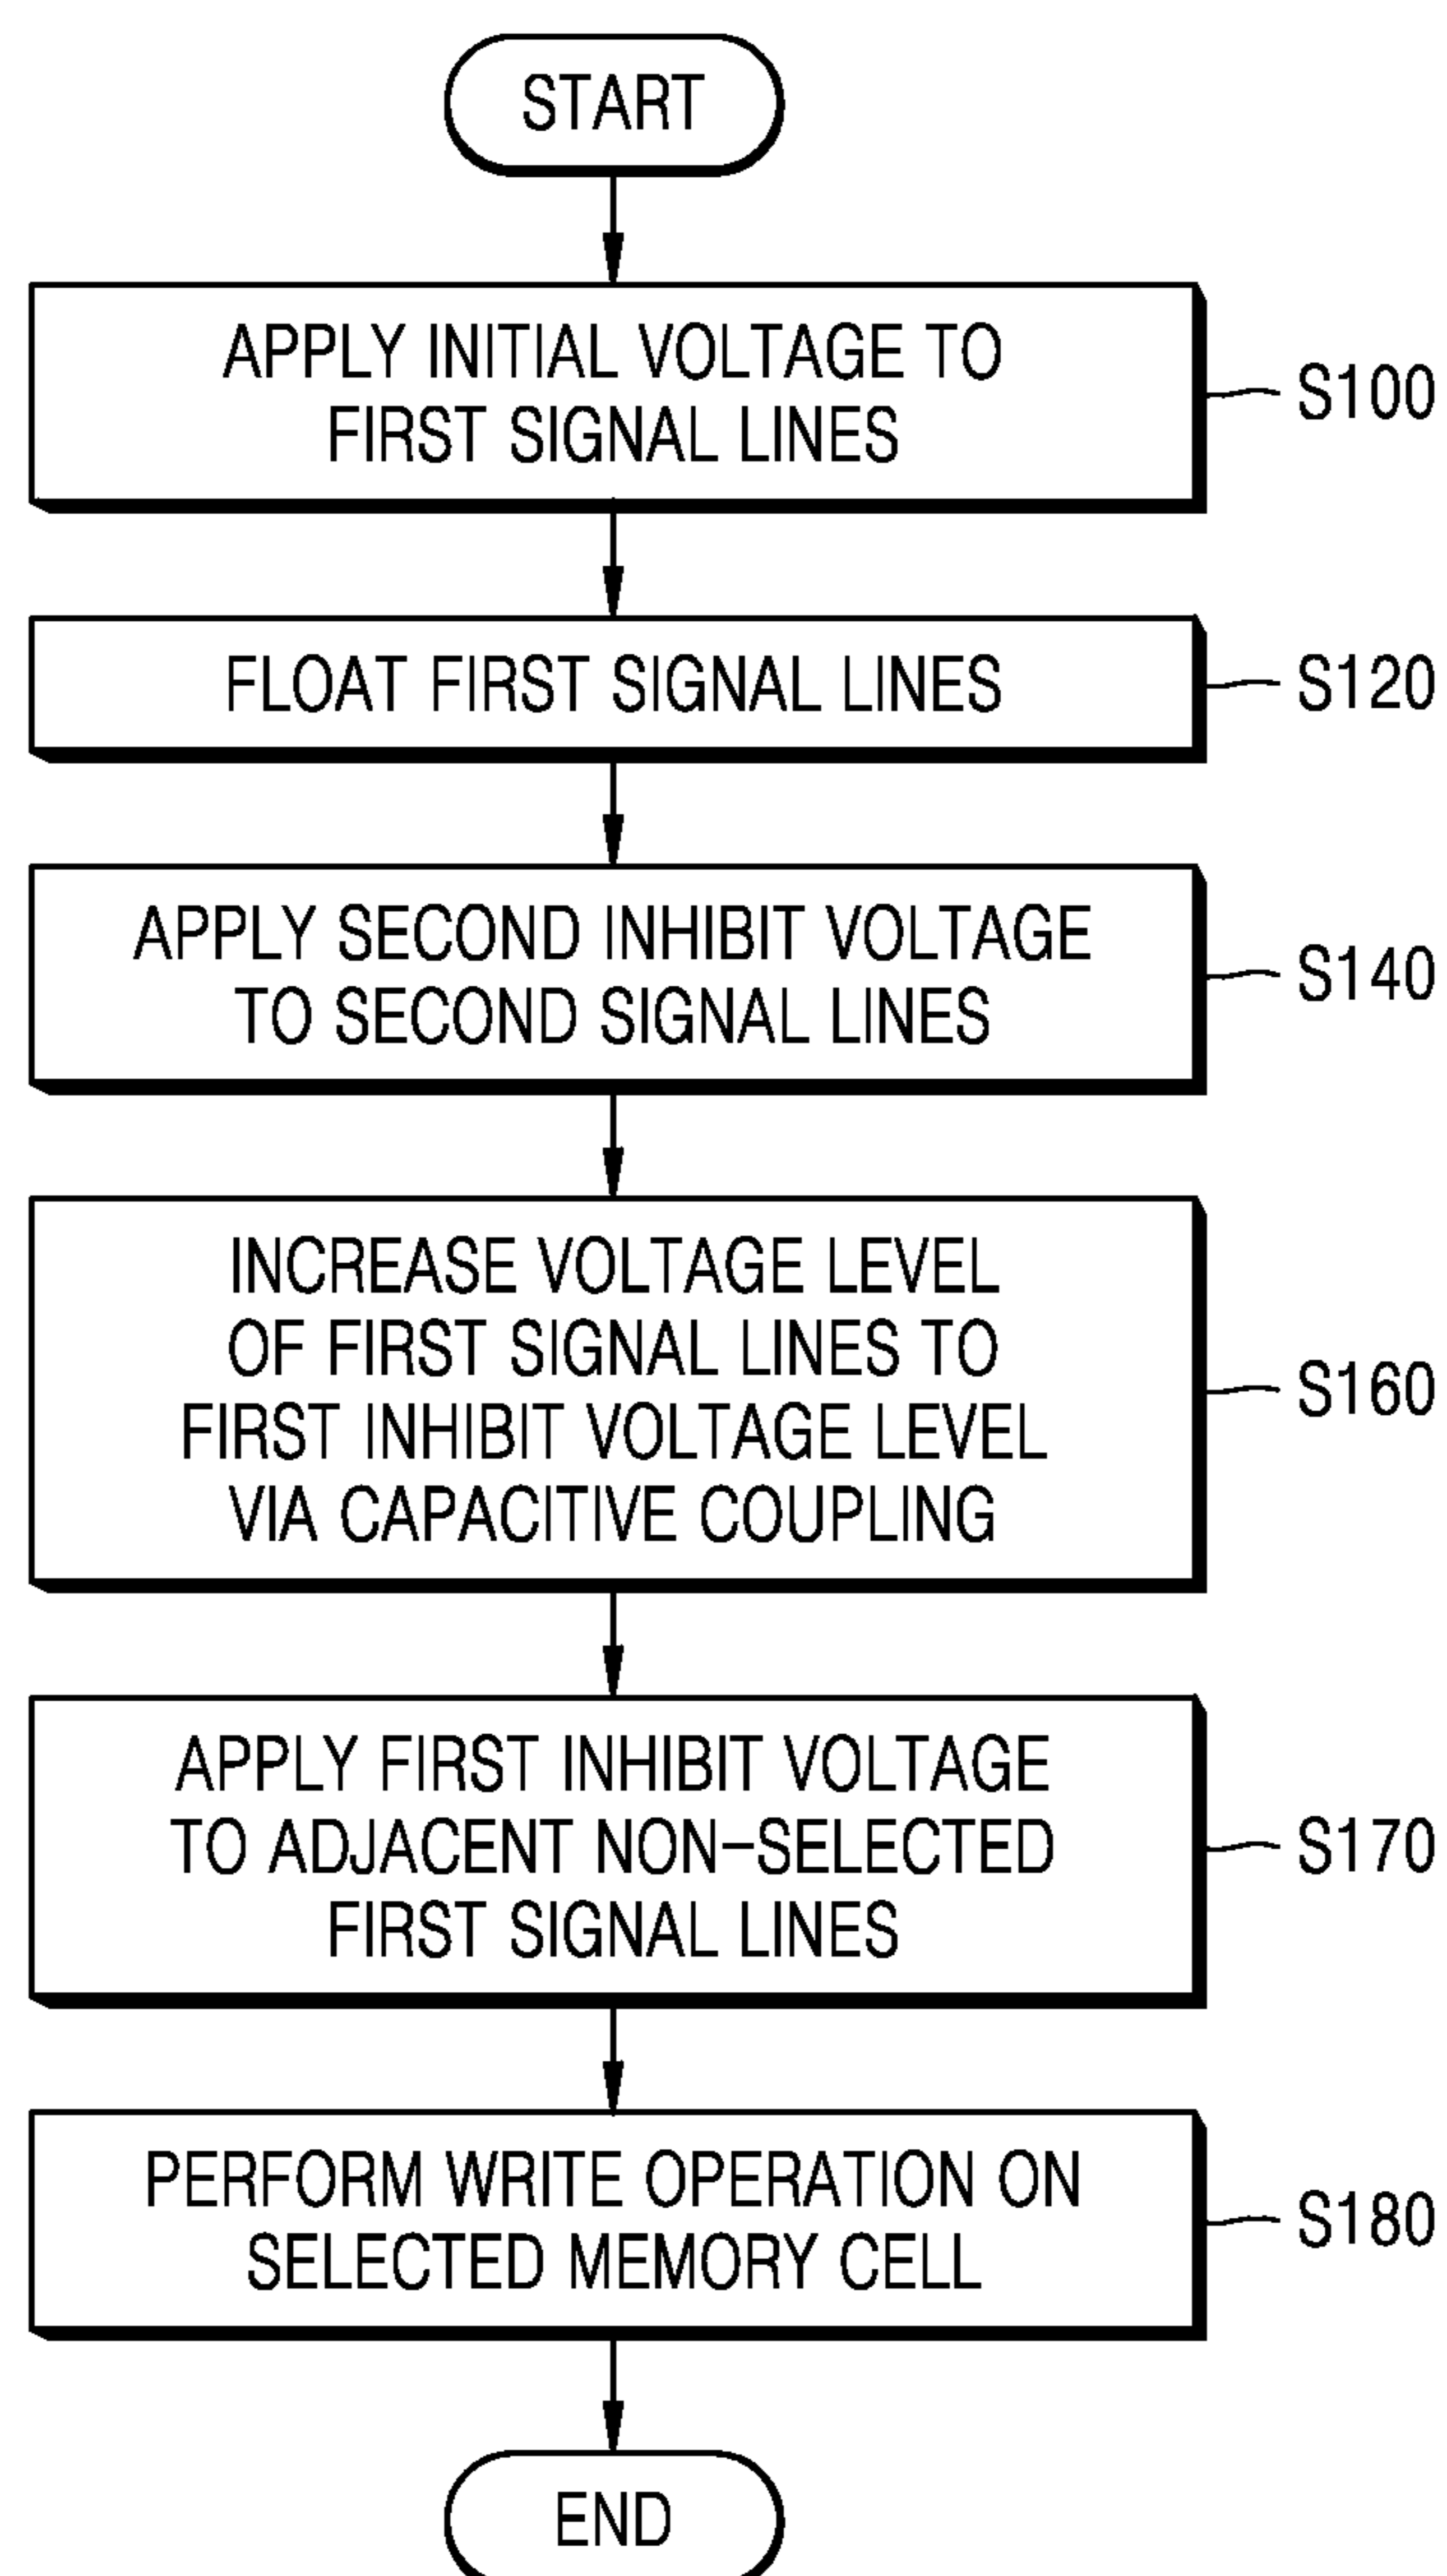 START
APPLY INITIAL VOLTAGE TO
FIRST SIGNAL LINES
S100
FLOAT FIRST SIGNAL LINES
S120
APPLY SECOND INHIBIT VOLTAGE
TO SECOND SIGNAL LINES
S140
INCREASE VOLTAGE LEVEL
OF FIRST SIGNAL LINES TO
FIRST INHIBIT VOLTAGE LEVEL
VIA CAPACITIVE COUPLING
S160
APPLY FIRST INHIBIT VOLTAGE
TO ADJACENT NON-SELECTED
FIRST SIGNAL LINES
S170
PERFORM WRITE OPERATION ON
SELECTED MEMORY CELL
S180
END